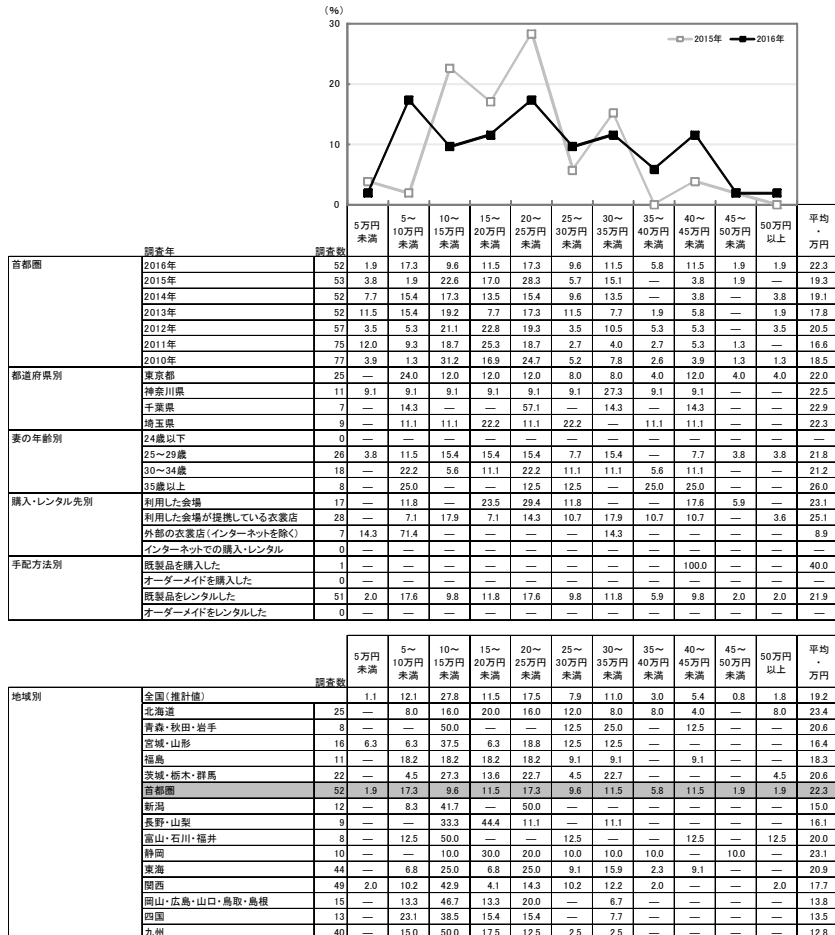 (%)
30
20
10
0
2015年 2016年
調査年 調査数 5万円未満 5～10万円未満 10～15万円未満 15～20万円未満 20～25万円未満 25～30万円未満 30～35万円未満 35～40万円未満 40～45万円未満 45～50万円未満 50万円以上 平均・万円
首都圏 2016年 52 1.9 17.3 9.6 11.5 17.3 9.6 11.5 5.8 11.5 1.9 1.9 22.3
2015年 53 3.8 1.9 22.6 17.0 28.3 5.7 15.1 — 3.8 1.9 — 19.3
2014年 52 7.7 15.4 17.3 13.5 15.4 9.6 13.5 — 3.8 — 3.8 19.1
2013年 52 11.5 15.4 19.2 7.7 17.3 11.5 7.7 1.9 5.8 — 1.9 17.8
2012年 57 3.5 5.3 21.1 22.8 19.3 3.5 10.5 5.3 5.3 — 3.5 20.5
2011年 75 12.0 9.3 18.7 25.3 18.7 2.7 4.0 2.7 5.3 1.3 — 16.6
2010年 77 3.9 1.3 31.2 16.9 24.7 5.2 7.8 2.6 3.9 1.3 1.3 18.5
都道府県別 東京都 25 — 24.0 12.0 12.0 12.0 8.0 8.0 4.0 12.0 4.0 4.0 22.0
神奈川県 11 9.1 9.1 9.1 9.1 9.1 9.1 27.3 9.1 9.1 — — 22.5
千葉県 7 — 14.3 — — 57.1 — 14.3 — 14.3 — — 22.9
埼玉県 9 — 11.1 11.1 22.2 11.1 22.2 — 11.1 11.1 — — 22.3
妻の年齢別 24歳以下 0 — — — — — — — — — — — —
25～29歳 26 3.8 11.5 15.4 15.4 15.4 7.7 15.4 — 7.7 3.8 3.8 21.8
30～34歳 18 — 22.2 5.6 11.1 22.2 11.1 11.1 5.6 11.1 — — 21.2
35歳以上 8 — 25.0 — — 12.5 12.5 — 25.0 25.0 — — 26.0
購入・レンタル先別 利用した会場 17 — 11.8 — 23.5 29.4 11.8 — — 17.6 5.9 — 23.1
利用した会場が提携している衣裳店 28 — 7.1 17.9 7.1 14.3 10.7 17.9 10.7 10.7 — 3.6 25.1
外部の衣裳店(インターネットを除く) 7 14.3 71.4 — — — — 14.3 — — — — 8.9
インターネットでの購入・レンタル 0 — — — — — — — — — — — —
手配方法別 既製品を購入した 1 — — — — — — — — 100.0 — — 40.0
オーダーメイドを購入した 0 — — — — — — — — — — — —
既製品をレンタルした 51 2.0 17.6 9.8 11.8 17.6 9.8 11.8 5.9 9.8 2.0 2.0 21.9
オーダーメイドをレンタルした 0 — — — — — — — — — — — —
調査数 5万円未満 5～10万円未満 10～15万円未満 15～20万円未満 20～25万円未満 25～30万円未満 30～35万円未満 35～40万円未満 40～45万円未満 45～50万円未満 50万円以上 平均・万円
地域別 全国(推計値) 1.1 12.1 27.8 11.5 17.5 7.9 11.0 3.0 5.4 0.8 1.8 19.2
北海道 25 — 8.0 16.0 20.0 16.0 12.0 8.0 8.0 4.0 — 8.0 23.4
青森・秋田・岩手 8 — — 50.0 — — 12.5 25.0 — 12.5 — — 20.6
宮城・山形 16 6.3 6.3 37.5 6.3 18.8 12.5 12.5 — — — — 16.4
福島 11 — 18.2 18.2 18.2 18.2 9.1 9.1 — 9.1 — — 18.3
茨城・栃木・群馬 22 — 4.5 27.3 13.6 22.7 4.5 22.7 — — — 4.5 20.6
首都圏 52 1.9 17.3 9.6 11.5 17.3 9.6 11.5 5.8 11.5 1.9 1.9 22.3
新潟 12 — 8.3 41.7 — 50.0 — — — — — — 15.0
長野・山梨 9 — — 33.3 44.4 11.1 — 11.1 — — — — 16.1
富山・石川・福井 8 — 12.5 50.0 — — 12.5 — — 12.5 — 12.5 20.0
静岡 10 — — 10.0 30.0 20.0 10.0 10.0 10.0 — 10.0 — 23.1
東海 44 — 6.8 25.0 6.8 25.0 9.1 15.9 2.3 9.1 — — 20.9
関西 49 2.0 10.2 42.9 4.1 14.3 10.2 12.2 2.0 — — 2.0 17.7
岡山・広島・山口・鳥取・島根 15 — 13.3 46.7 13.3 20.0 — 6.7 — — — — 13.8
四国 13 — 23.1 38.5 15.4 15.4 — 7.7 — — — — 13.5
九州 40 — 15.0 50.0 17.5 12.5 2.5 2.5 — — — — 12.8